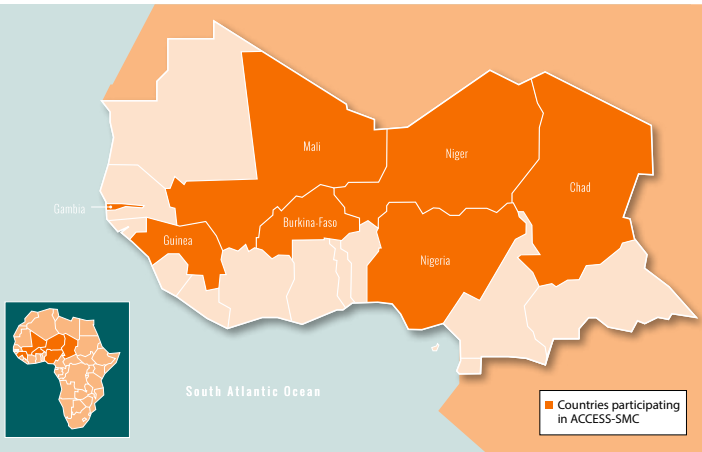 Mali
Niger
Chad
Gambia
Burkina-Faso
Guinea
Nigeria
South Atlantic Ocean
Countries participating
in ACCESS-SMC